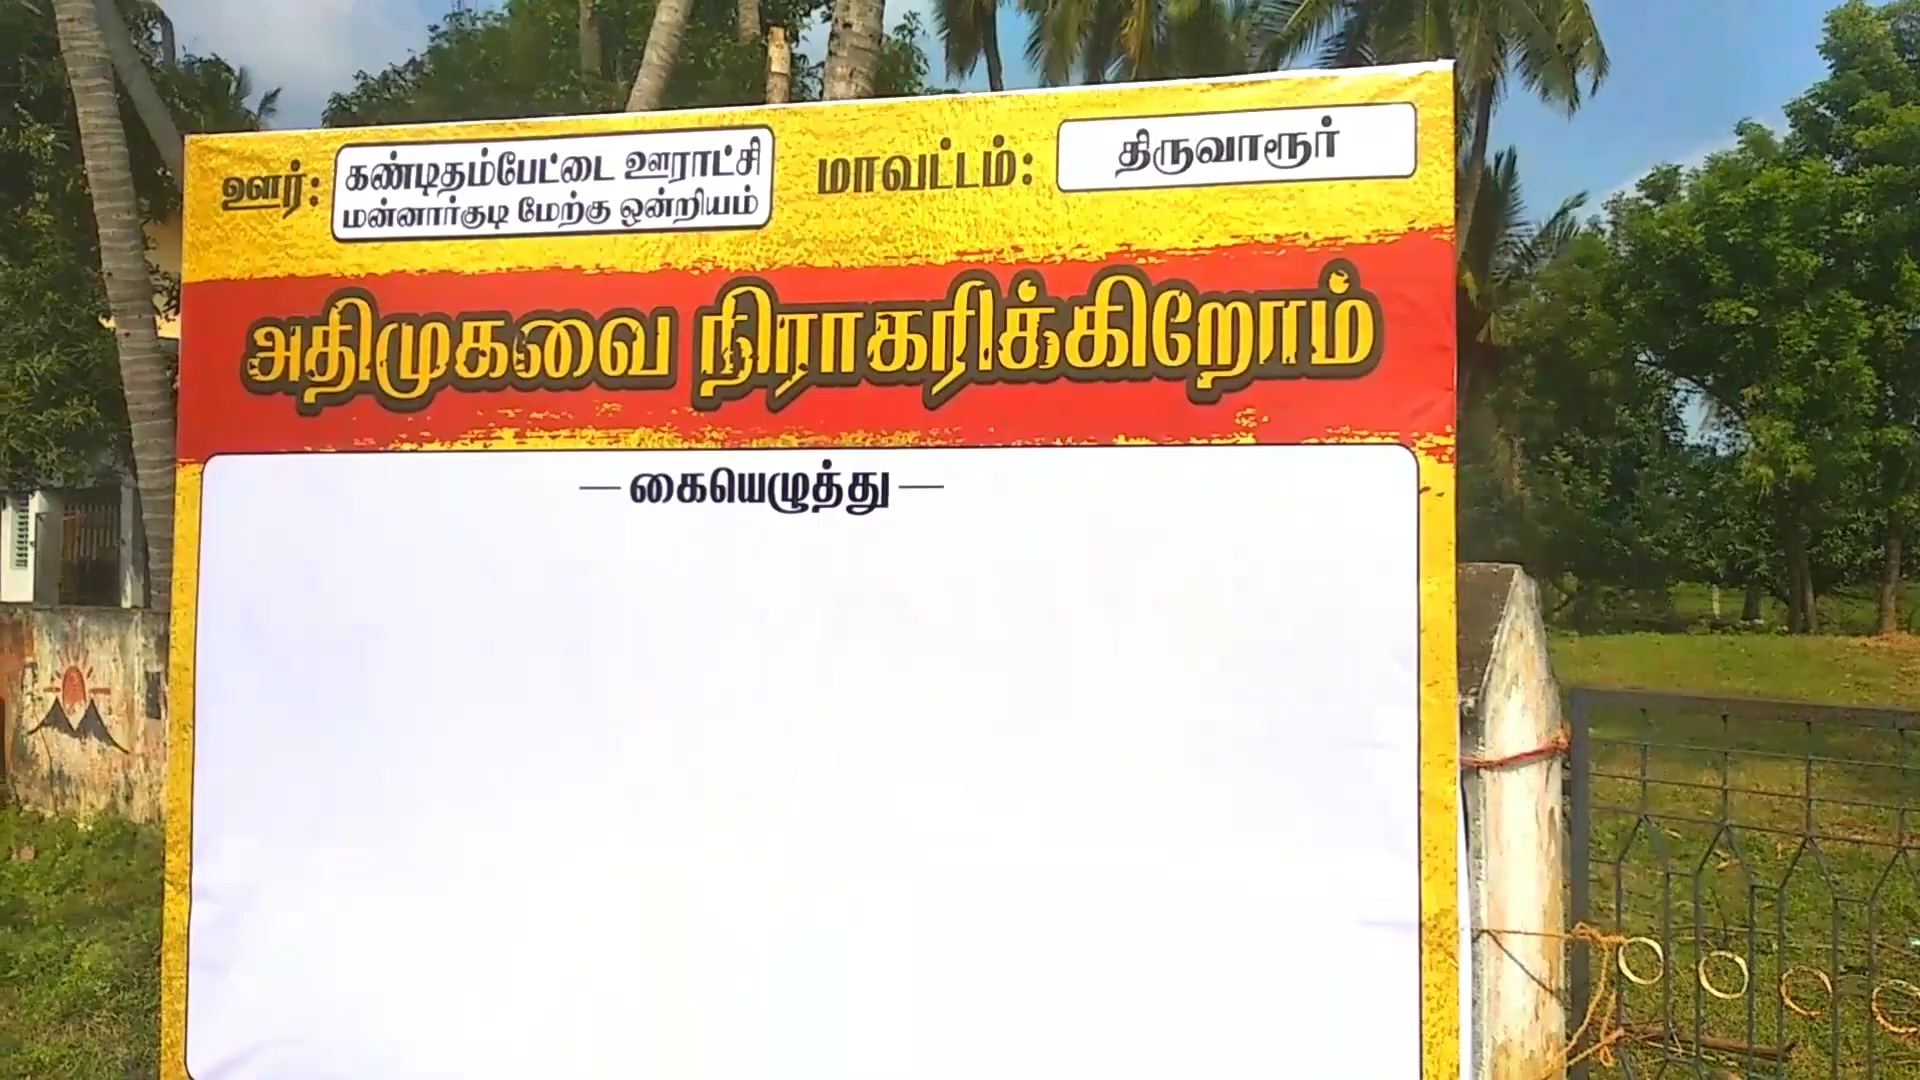 ஊர்: கண்டிதம்பேட்டை ஊராட்சி
மன்னார்குடி மேற்கு ஒன்றியம்
மாவட்டம்: திருவாரூர்
அதிமுகவை நிராகரிக்கிறோம்
கையெழுத்து